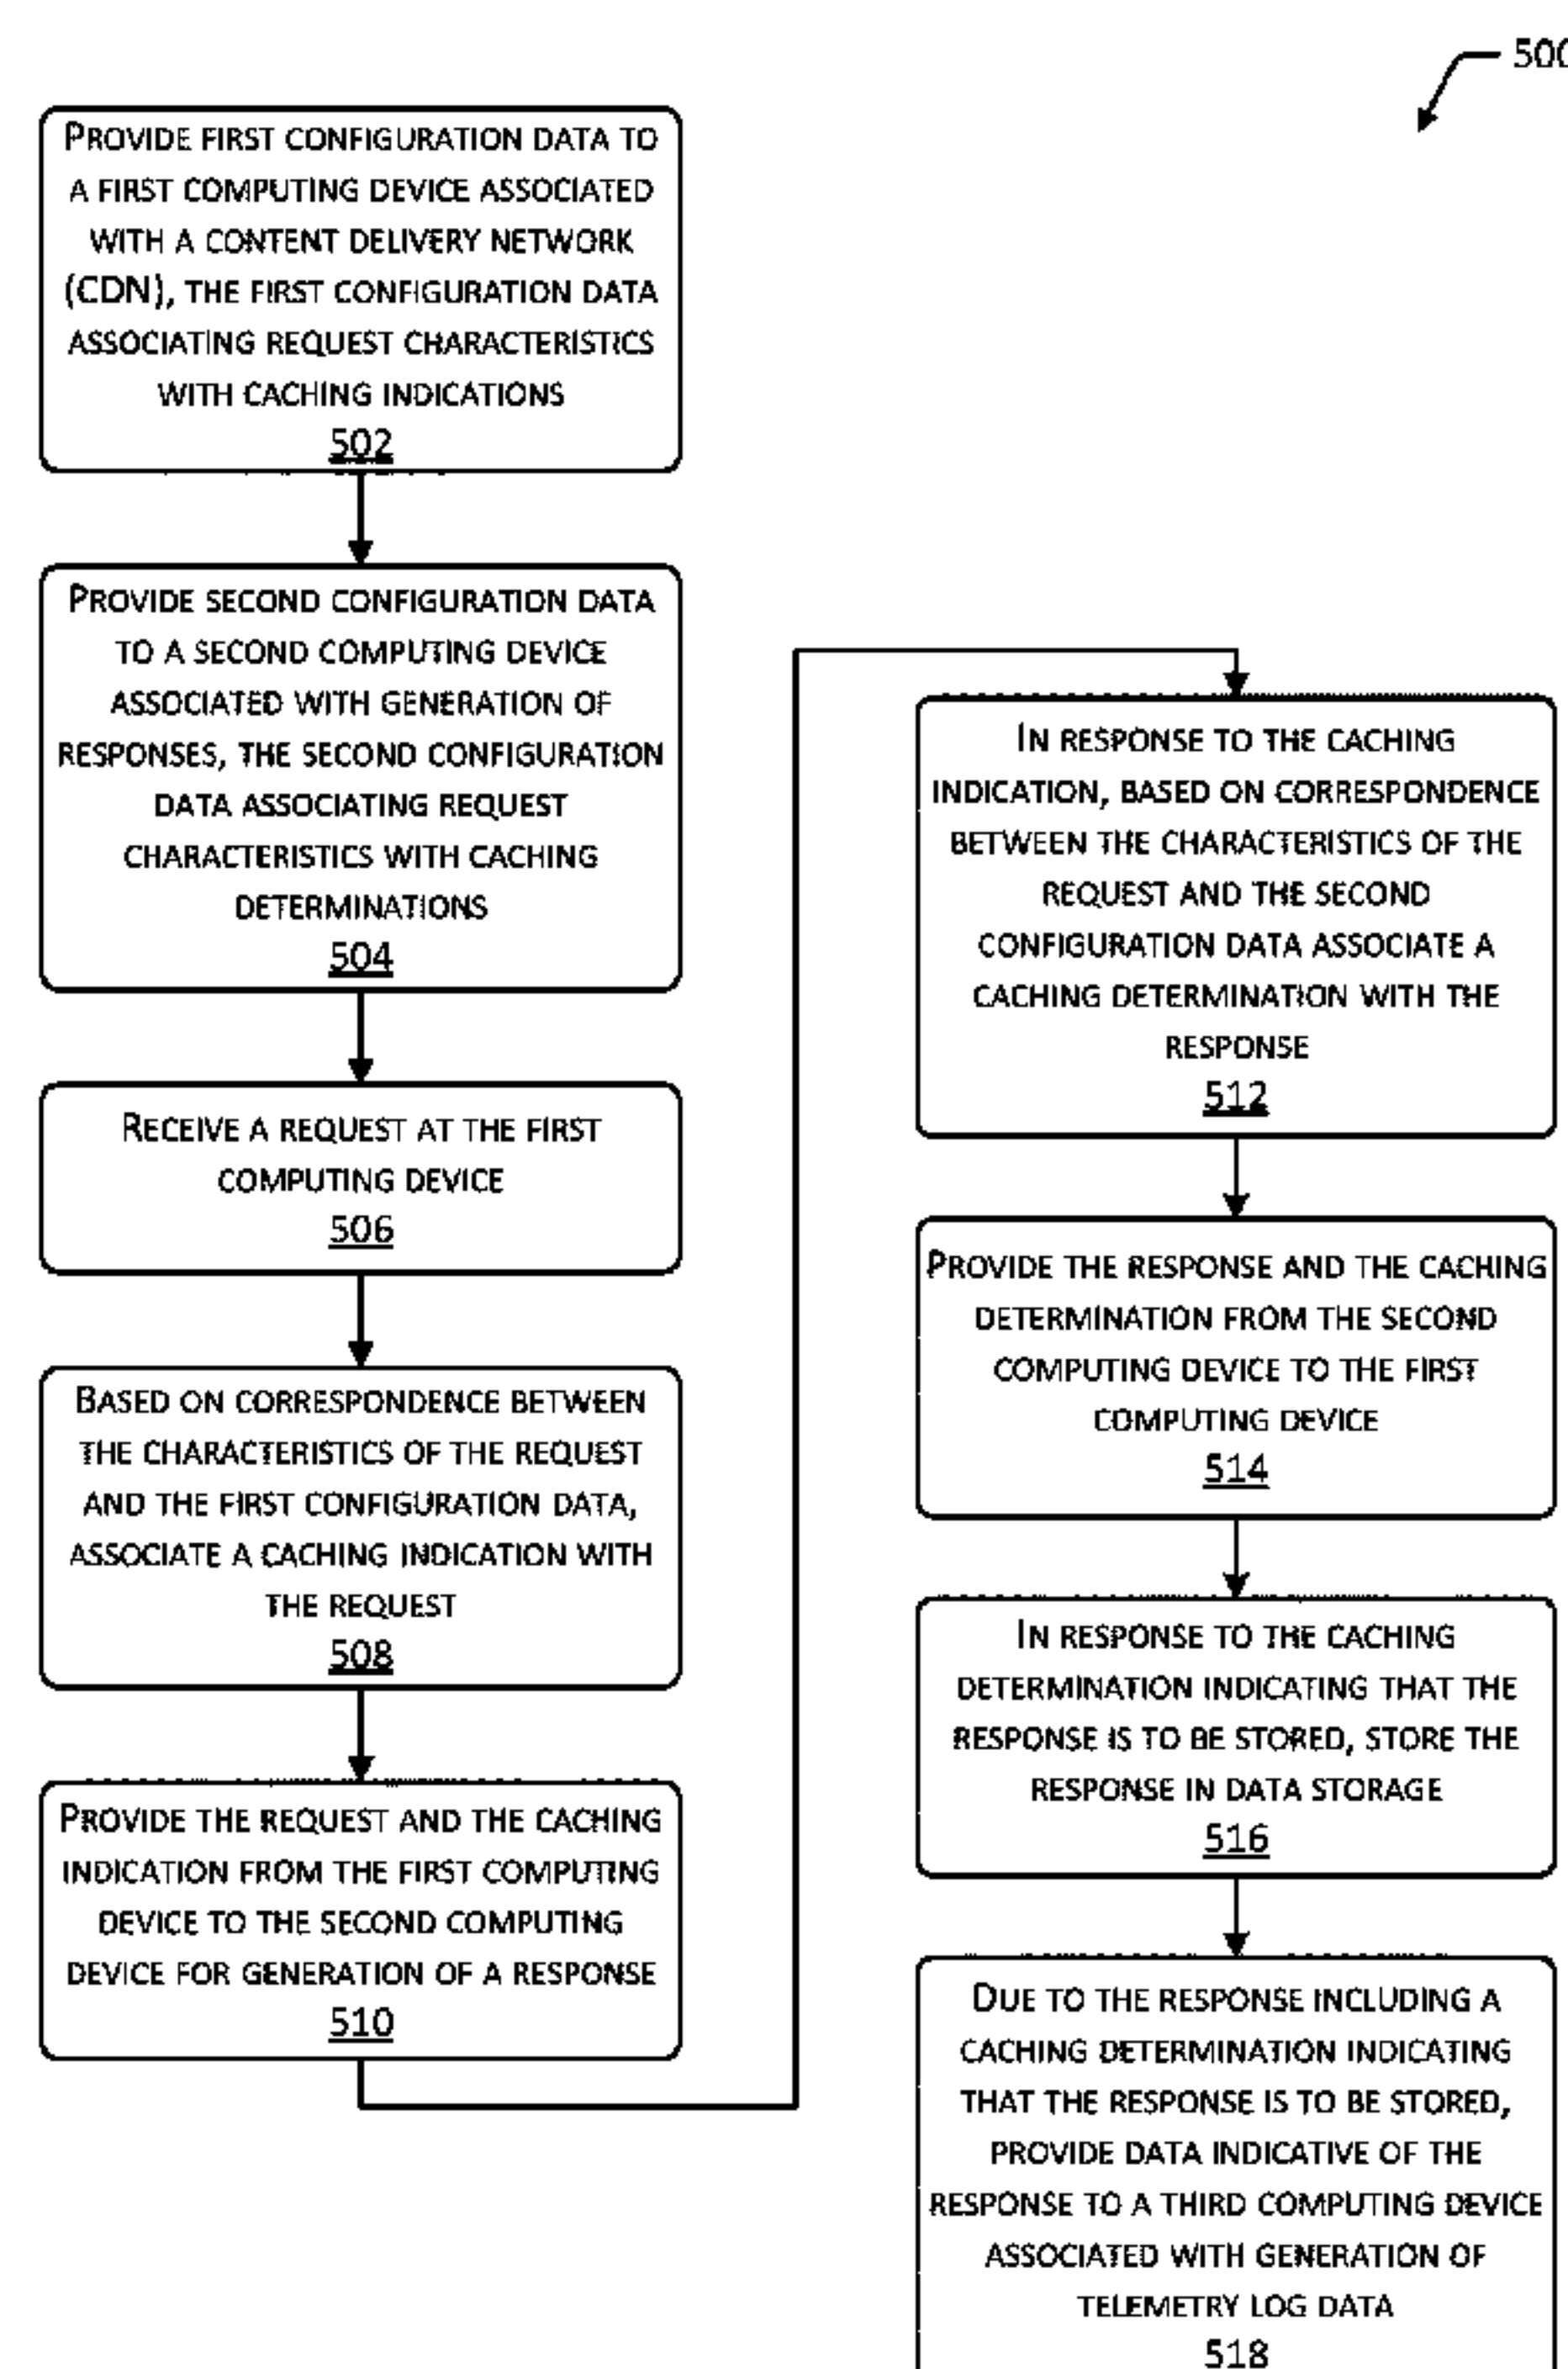 500
PROVIDE FIRST CONFIGURATION DATA TO
A FIRST COMPUTING DEVICE ASSOCIATED
WITH A CONTENT DELIVERY NETWORK
(CDN), THE FIRST CONFIGURATION DATA
ASSOCIATING REQUEST CHARACTERISTICS
WITH CACHING INDICATIONS
502
PROVIDE SECOND CONFIGURATION DATA
TO A SECOND COMPUTING DEVICE
ASSOCIATED WITH GENERATION OF
RESPONSES, THE SECOND CONFIGURATION
DATA ASSOCIATING REQUEST
CHARACTERISTICS WITH CACHING
DETERMINATIONS
504
RECEIVE A REQUEST AT THE FIRST
COMPUTING DEVICE
506
BASED ON CORRESPONDENCE BETWEEN
THE CHARACTERISTICS OF THE REQUEST
AND THE FIRST CONFIGURATION DATA,
ASSOCIATE A CACHING INDICATION WITH
THE REQUEST
508
PROVIDE THE REQUEST AND THE CACHING
INDICATION FROM THE FIRST COMPUTING
DEVICE TO THE SECOND COMPUTING
DEVICE FOR GENERATION OF A RESPONSE
510
IN RESPONSE TO THE CACHING
INDICATION, BASED ON CORRESPONDENCE
BETWEEN THE CHARACTERISTICS OF THE
REQUEST AND THE SECOND
CONFIGURATION DATA ASSOCIATE A
CACHING DETERMINATION WITH THE
RESPONSE
512
PROVIDE THE RESPONSE AND THE CACHING
DETERMINATION FROM THE SECOND
COMPUTING DEVICE TO THE FIRST
COMPUTING DEVICE
514
IN RESPONSE TO THE CACHING
DETERMINATION INDICATING THAT THE
RESPONSE IS TO BE STORED, STORE THE
RESPONSE IN DATA STORAGE
516
DUE TO THE RESPONSE INCLUDING A
CACHING DETERMINATION INDICATING
THAT THE RESPONSE IS TO BE STORED,
PROVIDE DATA INDICATIVE OF THE
RESPONSE TO A THIRD COMPUTING DEVICE
ASSOCIATED WITH GENERATION OF
TELEMETRY LOG DATA
518